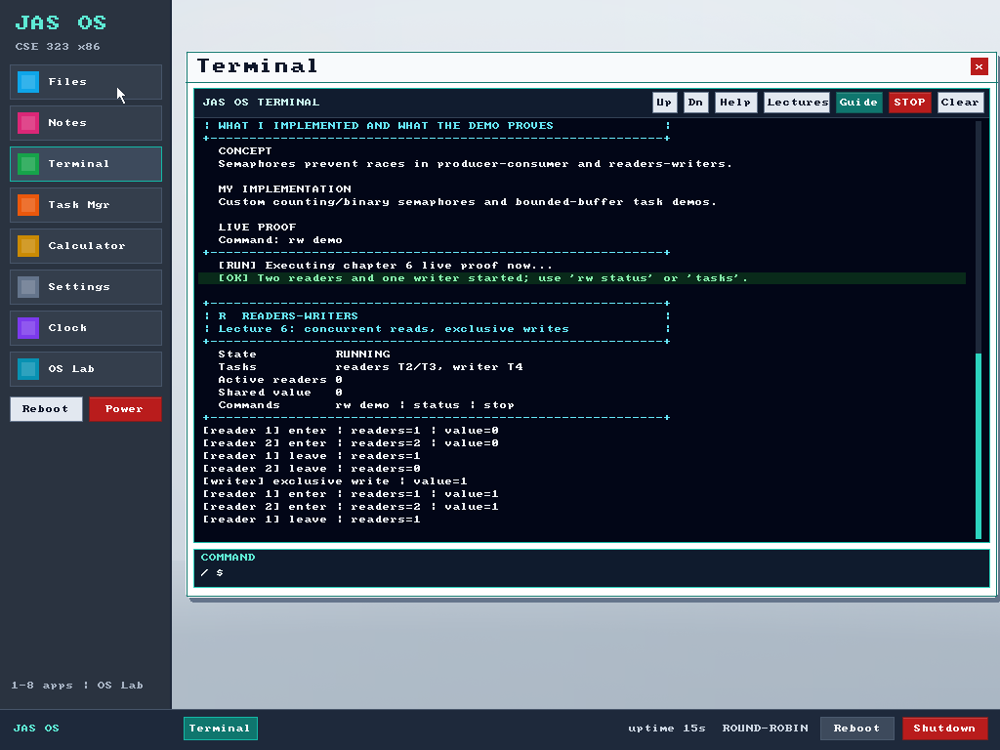 JAS OS
CSE 323 x86
Files
Notes
Terminal
Task Mgr
Calculator
Settings
Clock
OS Lab
Reboot Power
1-8 apps ¦ OS Lab
Terminal x
JAS OS TERMINAL Up Dn Help Lectures Guide STOP Clear
¦ WHAT I IMPLEMENTED AND WHAT THE DEMO PROVES ¦
+----------------------------------------------------------+
CONCEPT
Semaphores prevent races in producer-consumer and readers-writers.
MY IMPLEMENTATION
Custom counting/binary semaphores and bounded-buffer task demos.
LIVE PROOF
Command: rw demo
+----------------------------------------------------------+
[RUN] Executing chapter 6 live proof now...
[OK] Two readers and one writer started; use 'rw status' or 'tasks'.
+----------------------------------------------------------+
¦ R  READERS-WRITERS ¦
¦ Lecture 6: concurrent reads, exclusive writes ¦
+----------------------------------------------------------+
State RUNNING
Tasks readers T2/T3, writer T4
Active readers 0
Shared value 0
Commands rw demo ¦ status ¦ stop
+----------------------------------------------------------+
[reader 1] enter ¦ readers=1 ¦ value=0
[reader 2] enter ¦ readers=2 ¦ value=0
[reader 1] leave ¦ readers=1
[reader 2] leave ¦ readers=0
[writer] exclusive write ¦ value=1
[reader 1] enter ¦ readers=1 ¦ value=1
[reader 2] enter ¦ readers=2 ¦ value=1
[reader 1] leave ¦ readers=1
COMMAND
/ $
JAS OS Terminal uptime 15s ROUND-ROBIN Reboot Shutdown